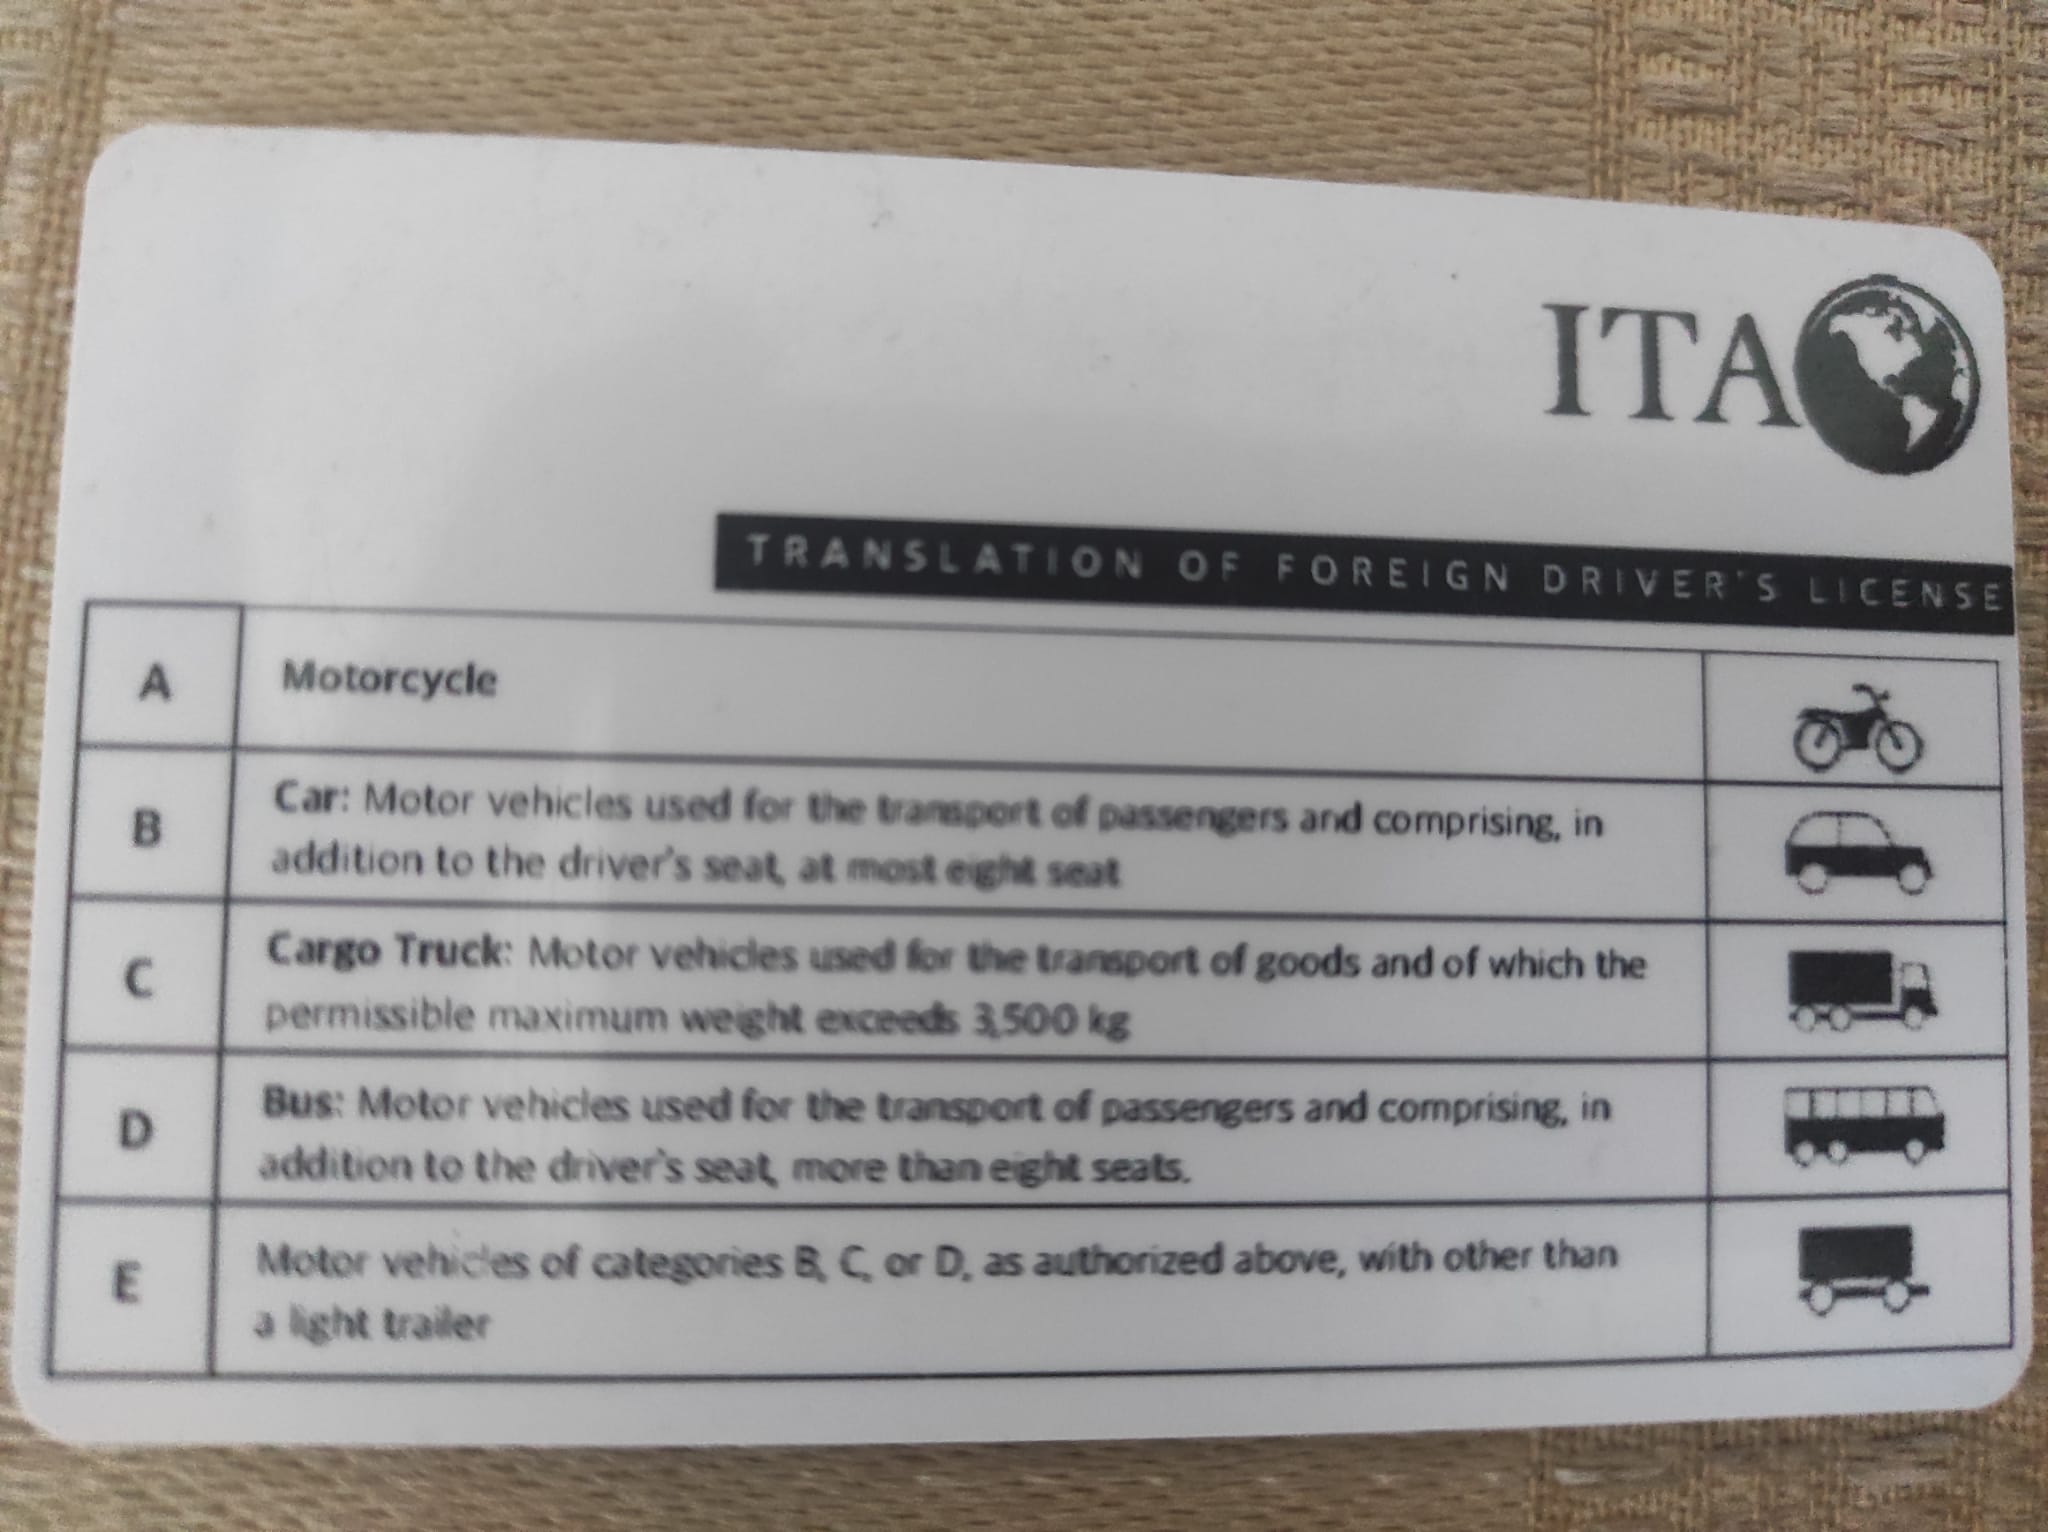 ITA
TRANSLATION OF FOREIGN DRIVER'S LICENSE
A
Motorcycle
B
Car: Motor vehicles used for the transport of passengers and comprising, in
addition to the driver's seat, at most eight seat
C
Cargo Truck: Motor vehicles used for the transport of goods and of which the
permissible maximum weight exceeds 3,500 kg
D
Bus: Motor vehicles used for the transport of passengers and comprising, in
addition to the driver's seat, more than eight seats.
E
Motor vehicles of categories B, C, or D, as authorized above, with other than
a light trailer